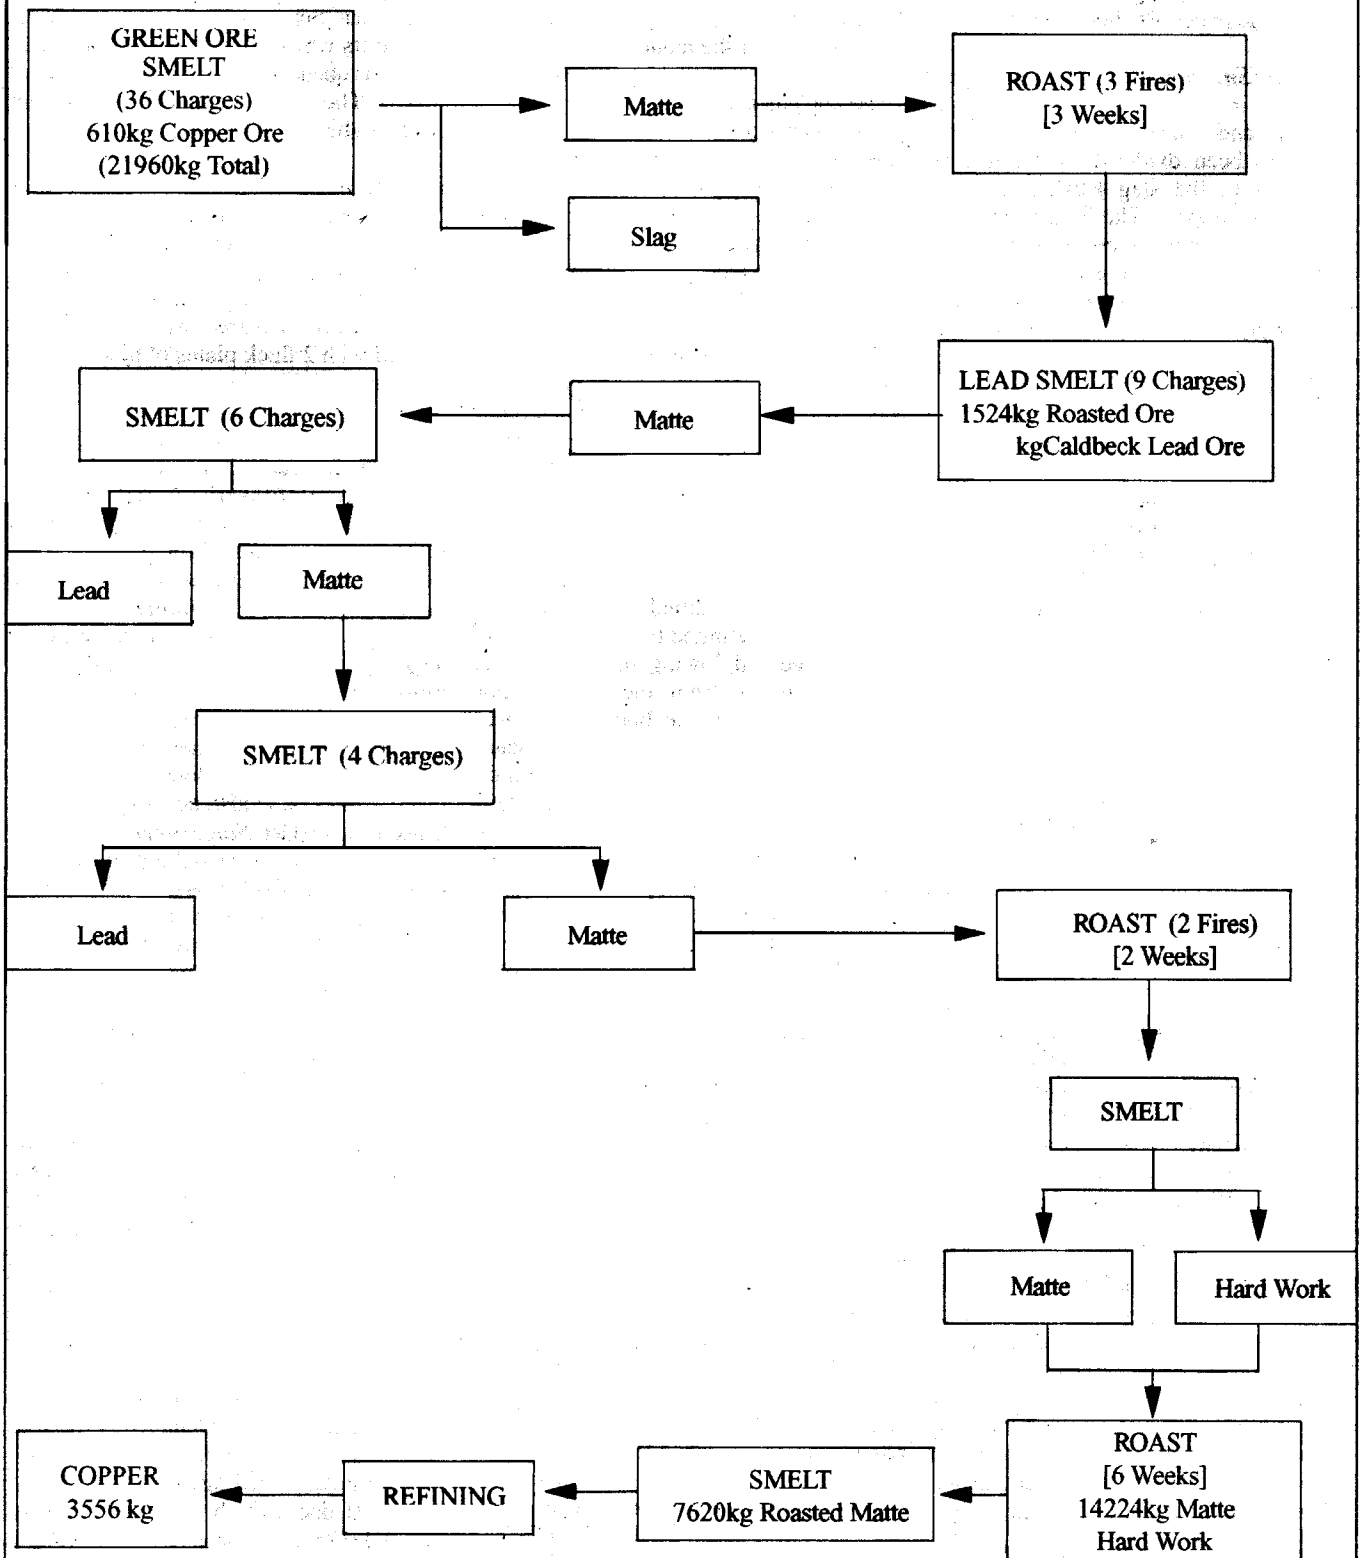 GREEN ORE
SMELT
(36 Charges)
610kg Copper Ore
(21960kg Total)
Matte
ROAST (3 Fires)
[3 Weeks]
Slag
LEAD SMELT (9 Charges)
1524kg Roasted Ore
kgCaldbeck Lead Ore
Matte
SMELT (6 Charges)
Lead
Matte
SMELT (4 Charges)
Lead
Matte
ROAST (2 Fires)
[2 Weeks]
SMELT
Matte
Hard Work
ROAST
[6 Weeks]
14224kg Matte
Hard Work
SMELT
7620kg Roasted Matte
REFINING
COPPER
3556 kg